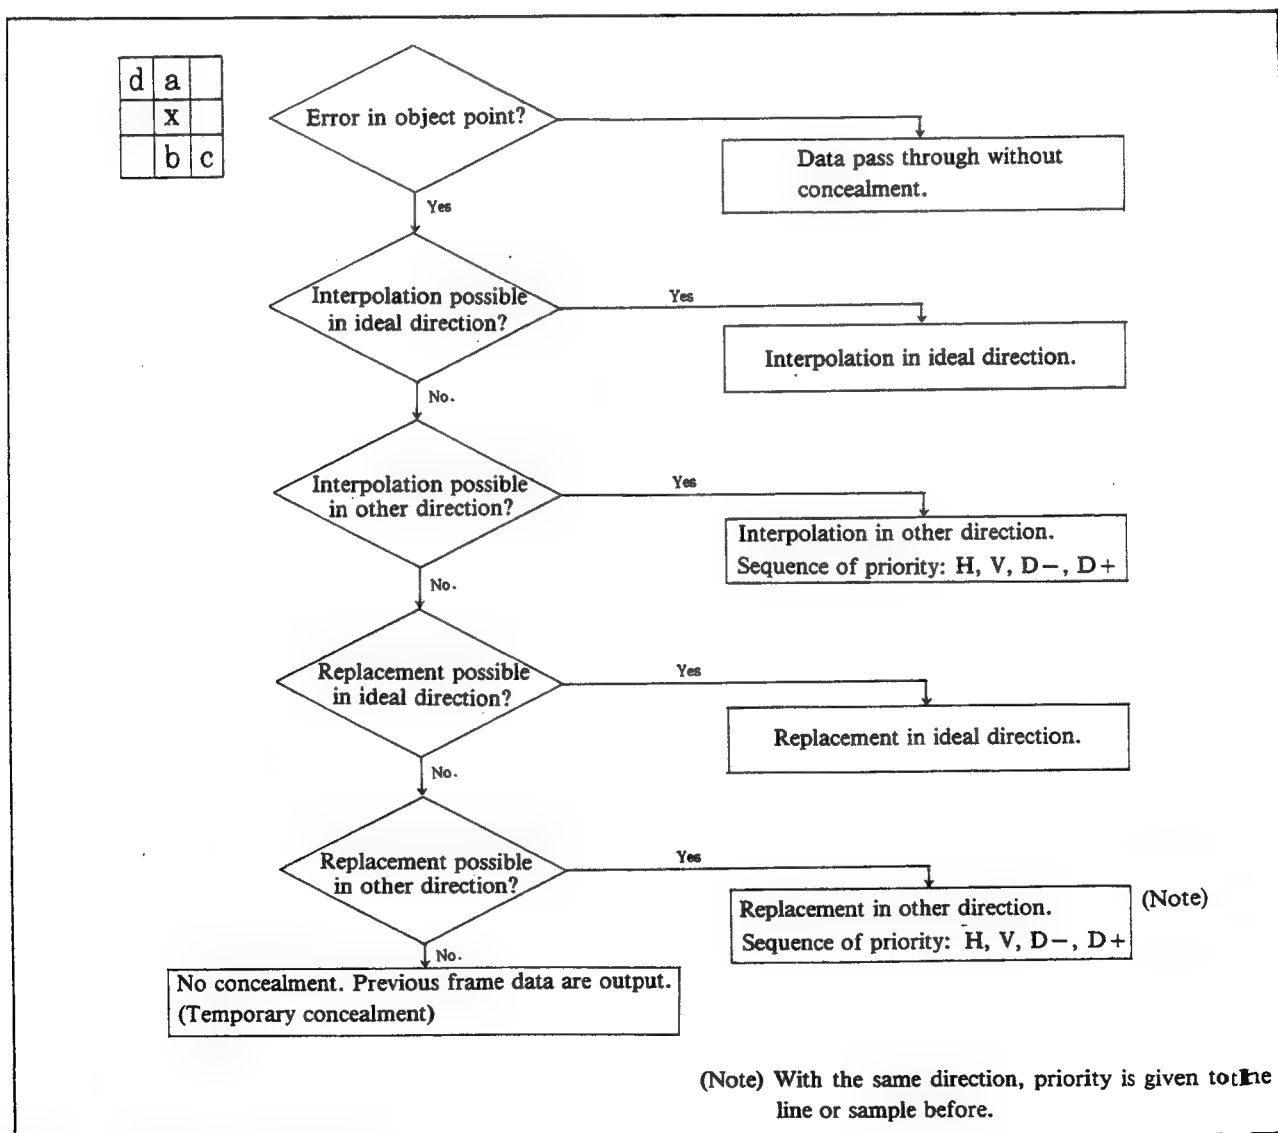 d a
x
b c
Error in object point?
Data pass through without
concealment.
Yes
Interpolation possible
in ideal direction?
Yes
Interpolation in ideal direction.
No.
Interpolation possible
in other direction?
Yes
Interpolation in other direction.
Sequence of priority: H, V, D−, D+
No.
Replacement possible
in ideal direction?
Yes
Replacement in ideal direction.
No.
Replacement possible
in other direction?
Yes
Replacement in other direction.
Sequence of priority: H, V, D−, D+
(Note)
No.
No concealment. Previous frame data are output.
(Temporary concealment)
(Note) With the same direction, priority is given to the
line or sample before.